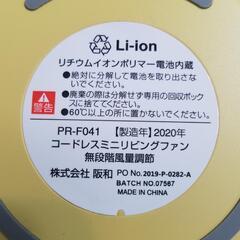 Li-ion
リチウムイオンポリマー電池内蔵
●絶対に分解して電池を取り出さな
いでください。
●廃棄の際は分解せず専用の回収ボック
スに捨ててください。
●60℃以上の所に置かないでください。
警告
PR-F041 【製造年】2020年
コードレスミニリビングファン
無段階風量調節
株式会社 阪和 PO NO.2019-P-0282-A
BATCH NO.07567
MADE IN CHINA